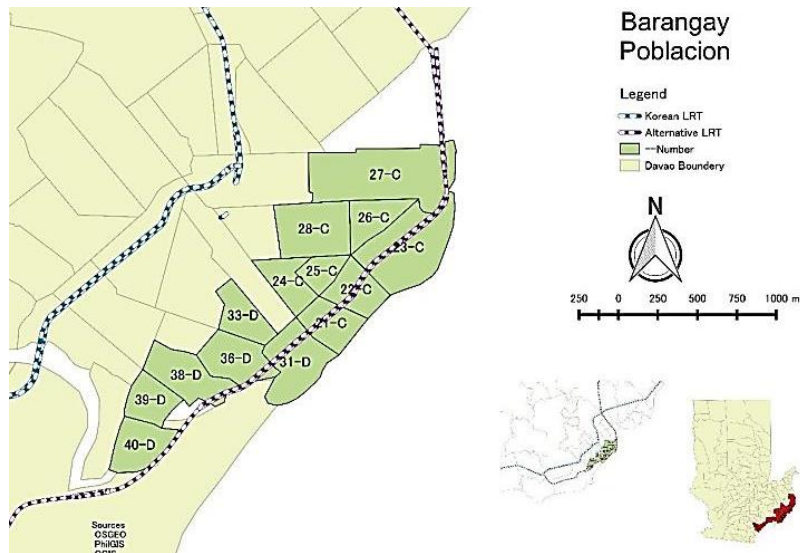 Barangay
Poblacion
Legend
Korean LRT
Alternative LRT
--Number
Davao Boundery
N
250 0 250 500 750 1000 m
27-C
26-C
28-C
23-C
25-C
24-C
22-C
33-D
21-C
36-D
31-D
38-D
39-D
40-D
Sources
OSGEO
PhilGIS